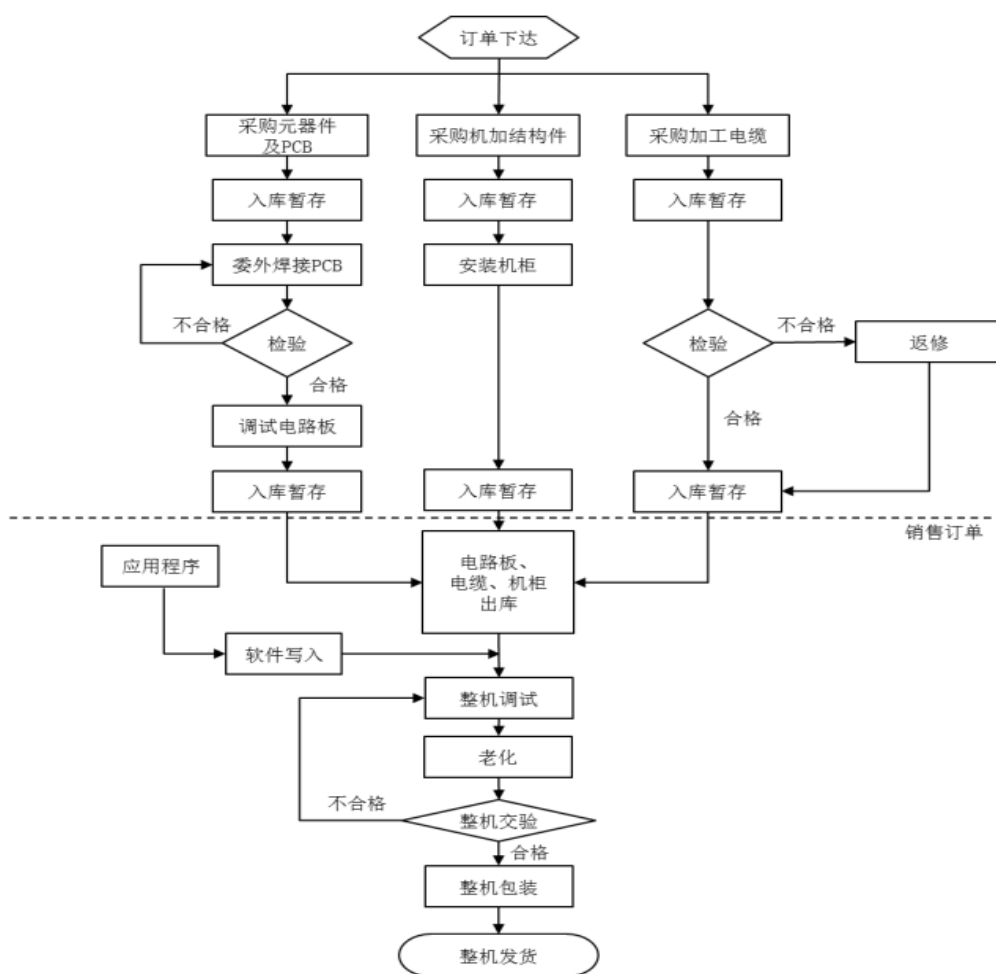 订单下达
采购元器件
及PCB
采购机加结构件
采购加工电缆
入库暂存
入库暂存
入库暂存
委外焊接PCB
安装机柜
不合格
检验
检验
不合格
返修
合格
合格
调试电路板
入库暂存
入库暂存
入库暂存
销售订单
应用程序
电路板、
电缆、机柜
出库
软件写入
整机调试
老化
不合格
整机交验
合格
整机包装
整机发货